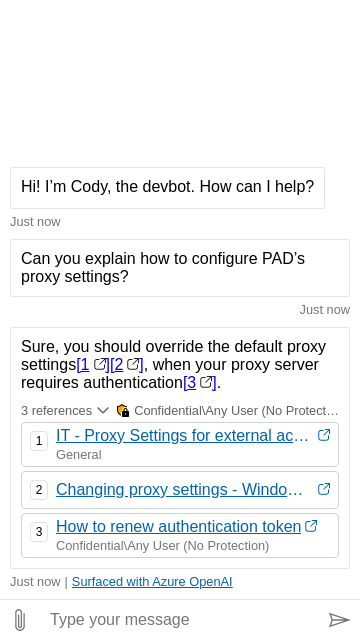 Hi! I’m Cody, the devbot. How can I help?
Just now
Can you explain how to configure PAD’s
proxy settings?
Just now
Sure, you should override the default proxy
settings[1][2], when your proxy server
requires authentication[3].
3 references Confidential\Any User (No Protect…
1 IT - Proxy Settings for external ac…
General
2 Changing proxy settings - Windo…
3 How to renew authentication token
Confidential\Any User (No Protection)
Just now | Surfaced with Azure OpenAI
Type your message